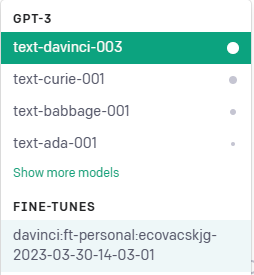 GPT-3
text-davinci-003
text-curie-001
text-babbage-001
text-ada-001
Show more models
FINE-TUNES
davinci:ft-personal:ecovacskjg-
2023-03-30-14-03-01